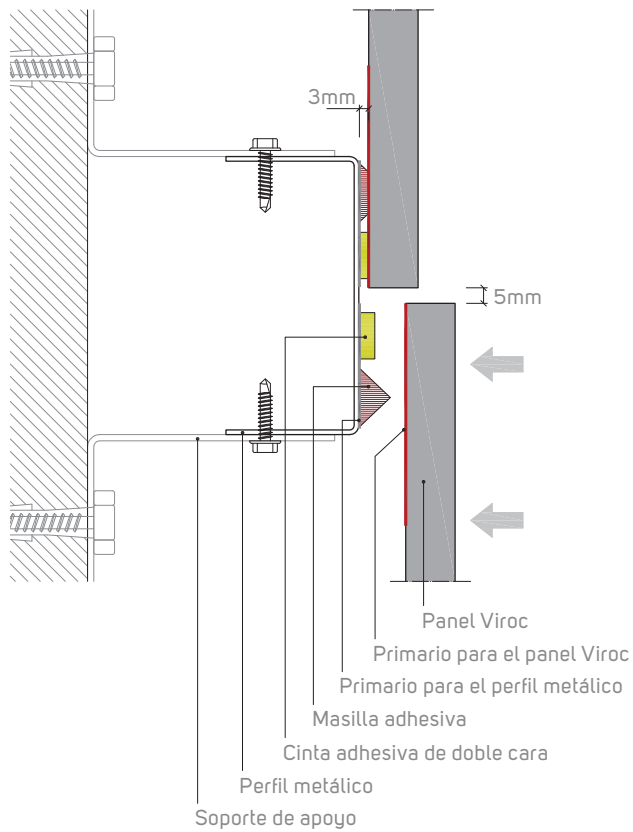 3mm
5mm
Panel Viroc
Primario para el panel Viroc
Primario para el perfil metálico
Masilla adhesiva
Cinta adhesiva de doble cara
Perfil metálico
Soporte de apoyo